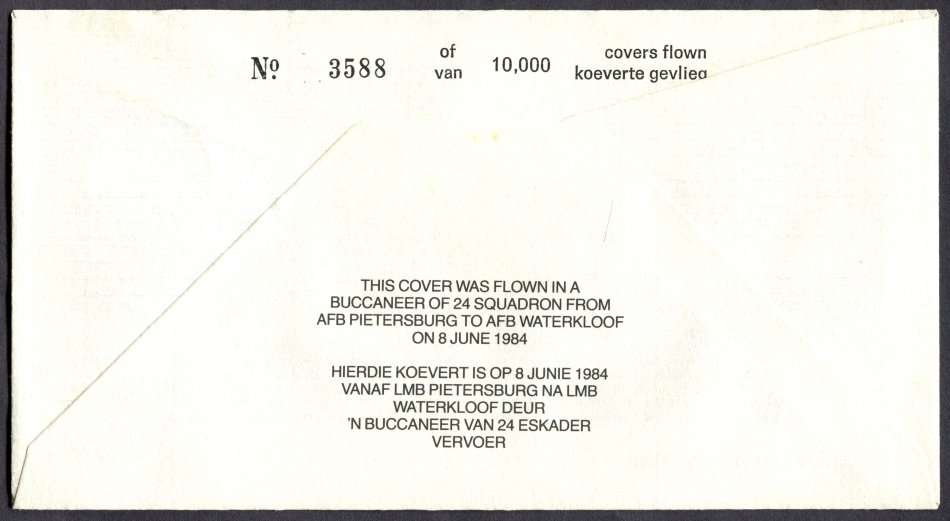 of covers flown
Nº 3588 van 10,000 koeverte gevlieg
THIS COVER WAS FLOWN IN A
BUCCANEER OF 24 SQUADRON FROM
AFB PIETERSBURG TO AFB WATERKLOOF
ON 8 JUNE 1984
HIERDIE KOEVERT IS OP 8 JUNIE 1984
VANAF LMB PIETERSBURG NA LMB
WATERKLOOF DEUR
'N BUCCANEER VAN 24 ESKADER
VERVOER